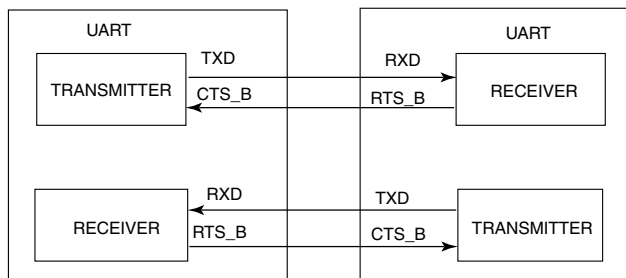 UART
UART
TXD
RXD
TRANSMITTER
RECEIVER
CTS_B
RTS_B
RXD
TXD
RECEIVER
TRANSMITTER
RTS_B
CTS_B